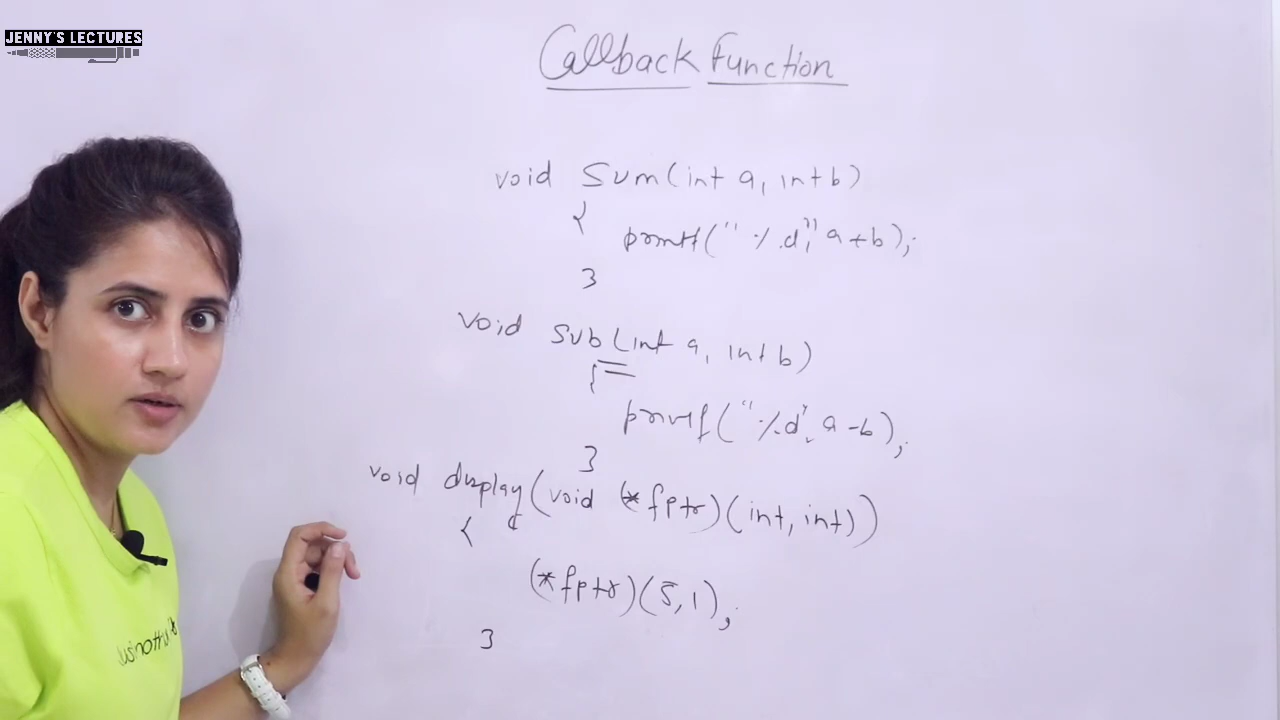 JENNY'S LECTURES
Callback Function
void Sum(int a, int b)
{
printf("%d", a+b);
}
void Sub(int a, int b)
{
printf("%d", a-b);
}
void display(void (*fptr)(int, int))
{
(*fptr)(5,1);
}